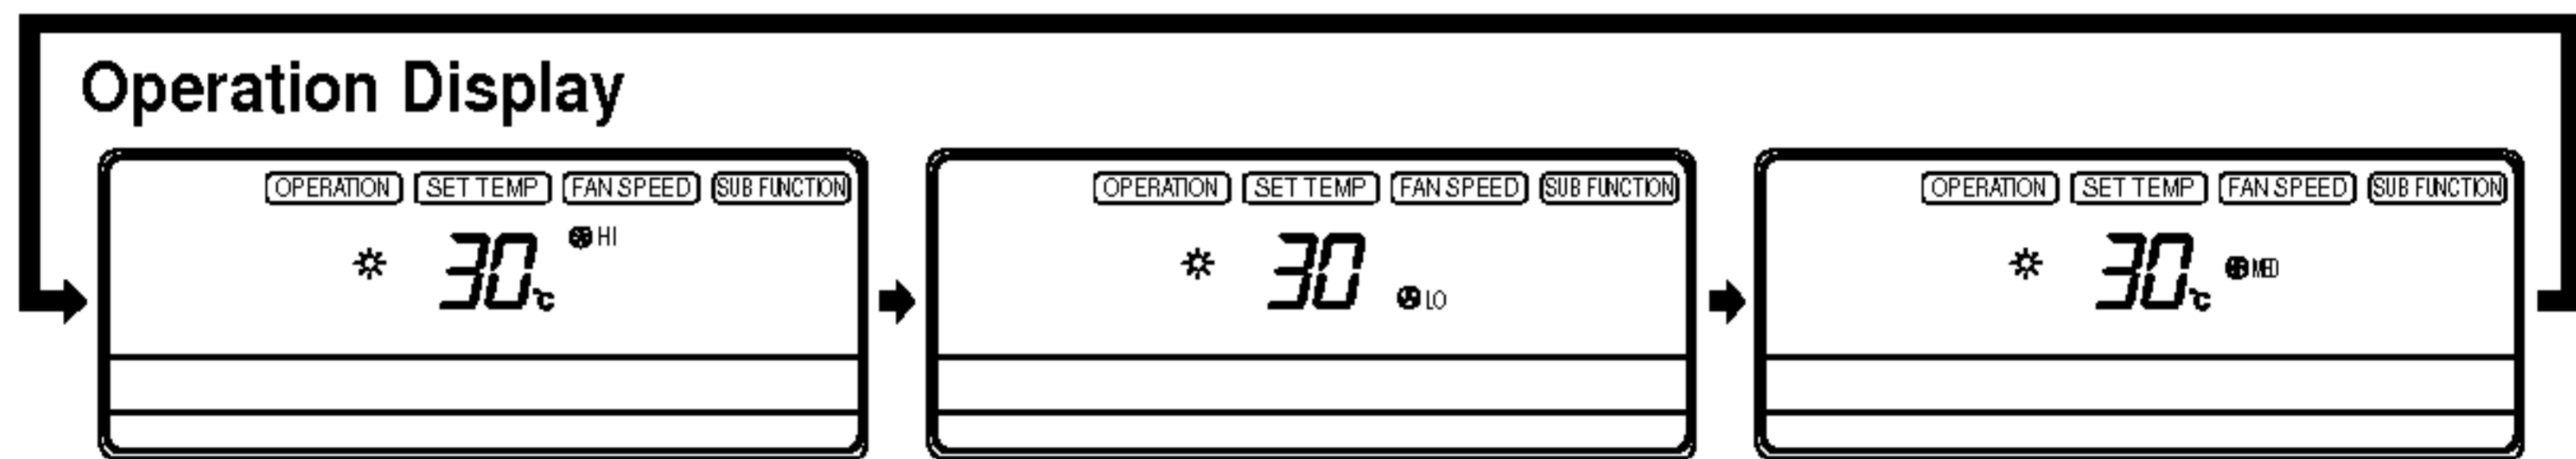 Operation Display
OPERATION SET TEMP FAN SPEED SUB FUNCTION
30°C HI
OPERATION SET TEMP FAN SPEED SUB FUNCTION
30 LO
OPERATION SET TEMP FAN SPEED SUB FUNCTION
30°C MED